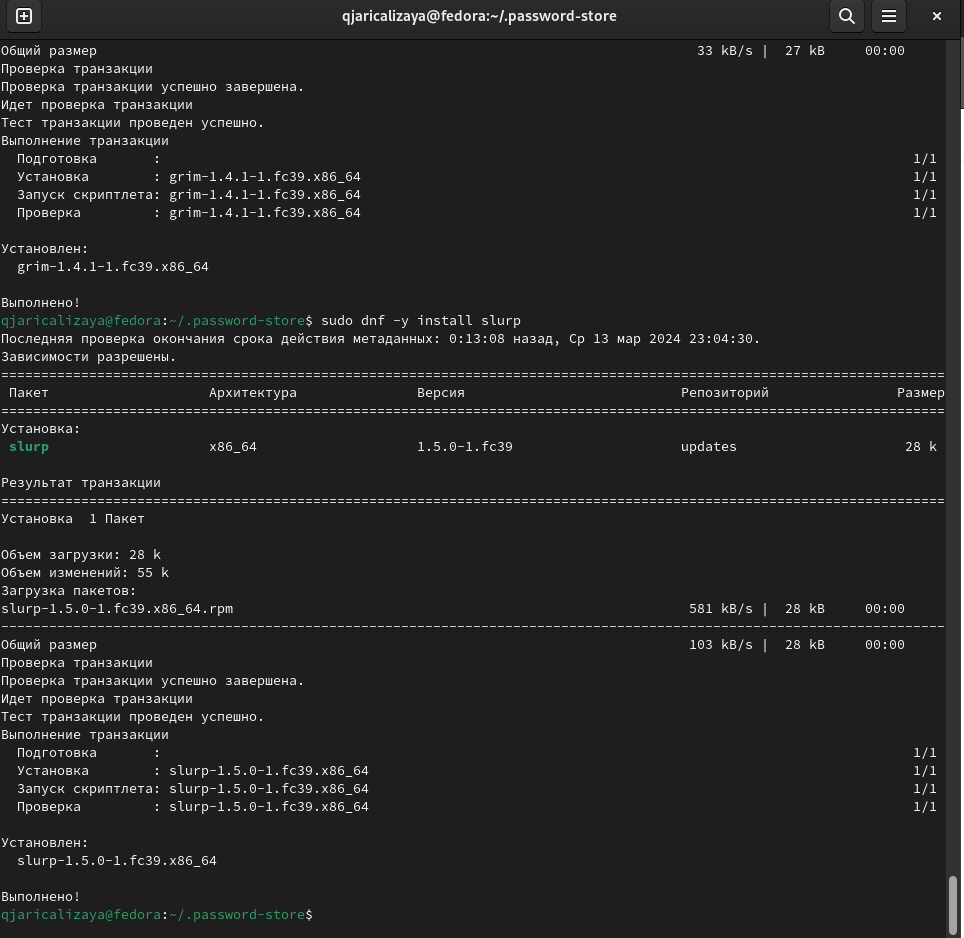 qjaricalizaya@fedora:~/.password-store
Общий размер 33 kB/s | 27 kB 00:00
Проверка транзакции
Проверка транзакции успешно завершена.
Идет проверка транзакции
Тест транзакции проведен успешно.
Выполнение транзакции
Подготовка : 1/1
Установка : grim-1.4.1-1.fc39.x86_64 1/1
Запуск скриптлета: grim-1.4.1-1.fc39.x86_64 1/1
Проверка : grim-1.4.1-1.fc39.x86_64 1/1
Установлен:
grim-1.4.1-1.fc39.x86_64
Выполнено!
qjaricalizaya@fedora:~/.password-store$ sudo dnf -y install slurp
Последняя проверка окончания срока действия метаданных: 0:13:08 назад, Ср 13 мар 2024 23:04:30.
Зависимости разрешены.
================================================================================
Пакет Архитектура Версия Репозиторий Размер
================================================================================
Установка:
slurp x86_64 1.5.0-1.fc39 updates 28 k
Результат транзакции
================================================================================
Установка 1 Пакет
Объем загрузки: 28 k
Объем изменений: 55 k
Загрузка пакетов:
slurp-1.5.0-1.fc39.x86_64.rpm 581 kB/s | 28 kB 00:00
--------------------------------------------------------------------------------
Общий размер 103 kB/s | 28 kB 00:00
Проверка транзакции
Проверка транзакции успешно завершена.
Идет проверка транзакции
Тест транзакции проведен успешно.
Выполнение транзакции
Подготовка : 1/1
Установка : slurp-1.5.0-1.fc39.x86_64 1/1
Запуск скриптлета: slurp-1.5.0-1.fc39.x86_64 1/1
Проверка : slurp-1.5.0-1.fc39.x86_64 1/1
Установлен:
slurp-1.5.0-1.fc39.x86_64
Выполнено!
qjaricalizaya@fedora:~/.password-store$